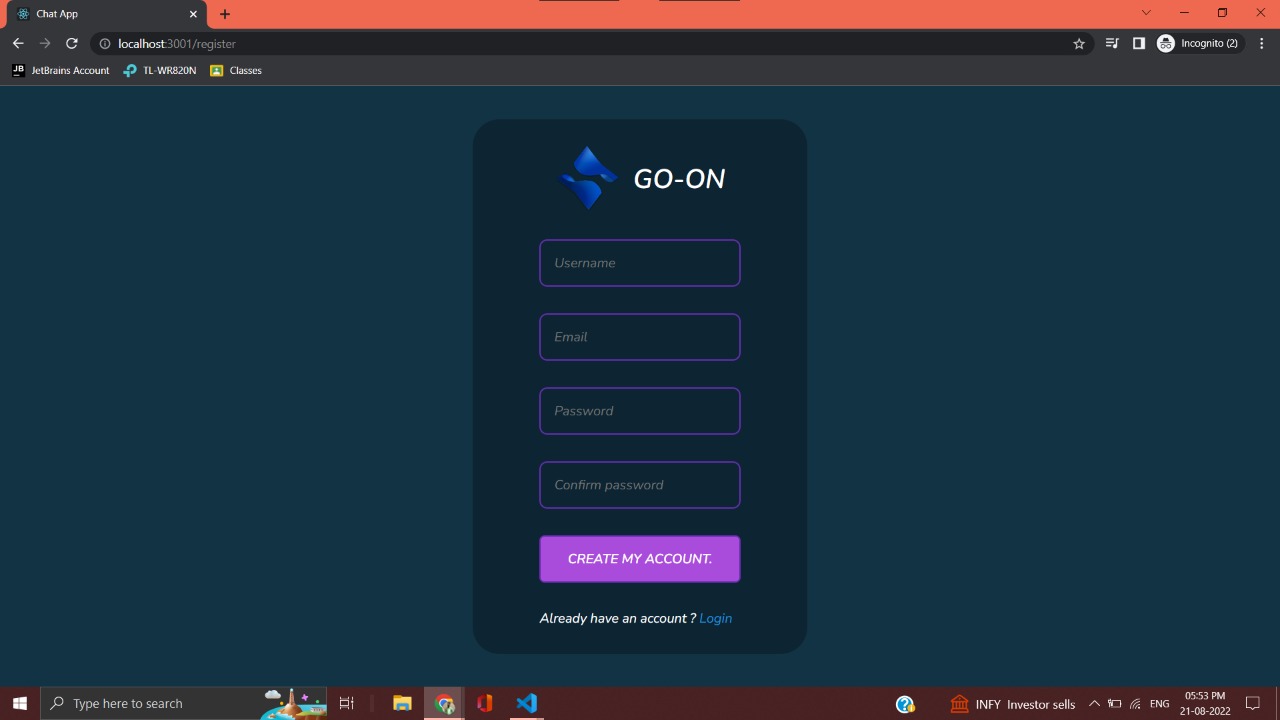 Chat App
localhost:3001/register
Incognito (2)
JB JetBrains Account TL-WR820N Classes
GO-ON
Username
Email
Password
Confirm password
CREATE MY ACCOUNT.
Already have an account ? Login
Type here to search
INFY Investor sells
ENG
05:53 PM
21-08-2022